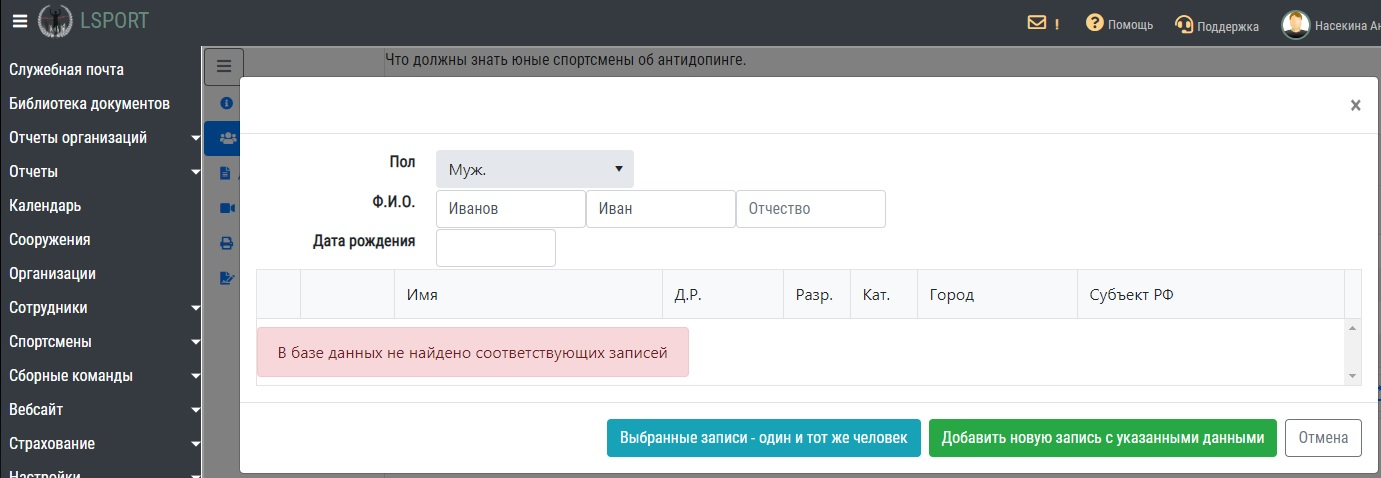 LSPORT
!
Помощь
Поддержка
Насекина Ан
Служебная почта
Библиотека документов
Отчеты организаций
Отчеты
Календарь
Сооружения
Организации
Сотрудники
Спортсмены
Сборные команды
Вебсайт
Страхование
Настройки
Что должны знать юные спортсмены об антидопинге.
×
Пол
Муж.
Ф.И.О.
Иванов Иван Отчество
Дата рождения
Имя Д.Р. Разр. Кат. Город Субъект РФ
В базе данных не найдено соответствующих записей
Выбранные записи - один и тот же человек
Добавить новую запись с указанными данными
Отмена